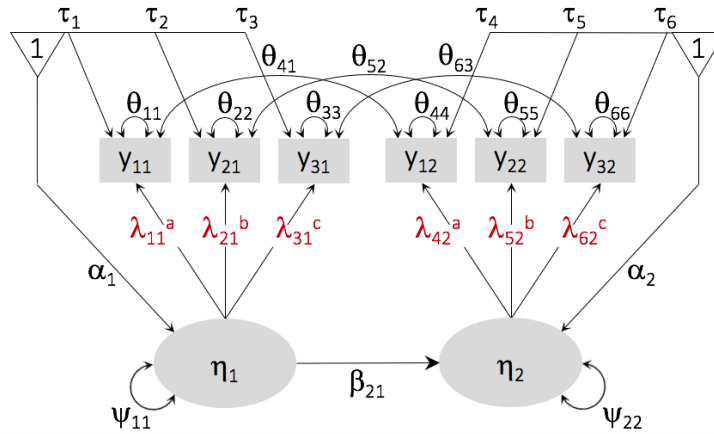 τ₁ τ₂ τ₃ τ₄ τ₅ τ₆
1 1
θ₄₁ θ₅₂ θ₆₃
θ₁₁ θ₂₂ θ₃₃ θ₄₄ θ₅₅ θ₆₆
y₁₁ y₂₁ y₃₁ y₁₂ y₂₂ y₃₂
λ₁₁ᵃ λ₂₁ᵇ λ₃₁ᶜ λ₄₂ᵃ λ₅₂ᵇ λ₆₂ᶜ
α₁ α₂
η₁ η₂
β₂₁
ψ₁₁ ψ₂₂